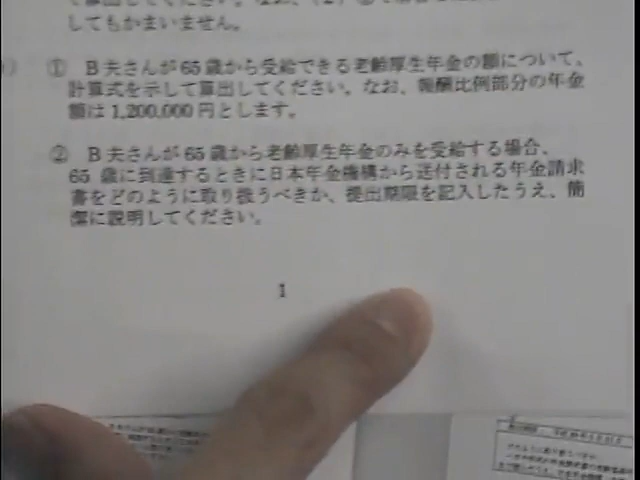 してもかまいません。
① B夫さんが65歳から受給できる老齢厚生年金の額について、
計算式を示して算出してください。なお、報酬比例部分の年金
額は1,200,000円とします。
② B夫さんが65歳から老齢厚生年金のみを受給する場合、
65 歳に到達するときに日本年金機構から送付される年金請求
書をどのように取り扱うべきか、提出期限を記入したうえ、簡
潔に説明してください。
1